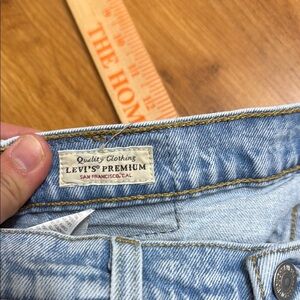 THE HOM
Quality Clothing
LEVI'S® PREMIUM
SAN FRANCISCO, CAL